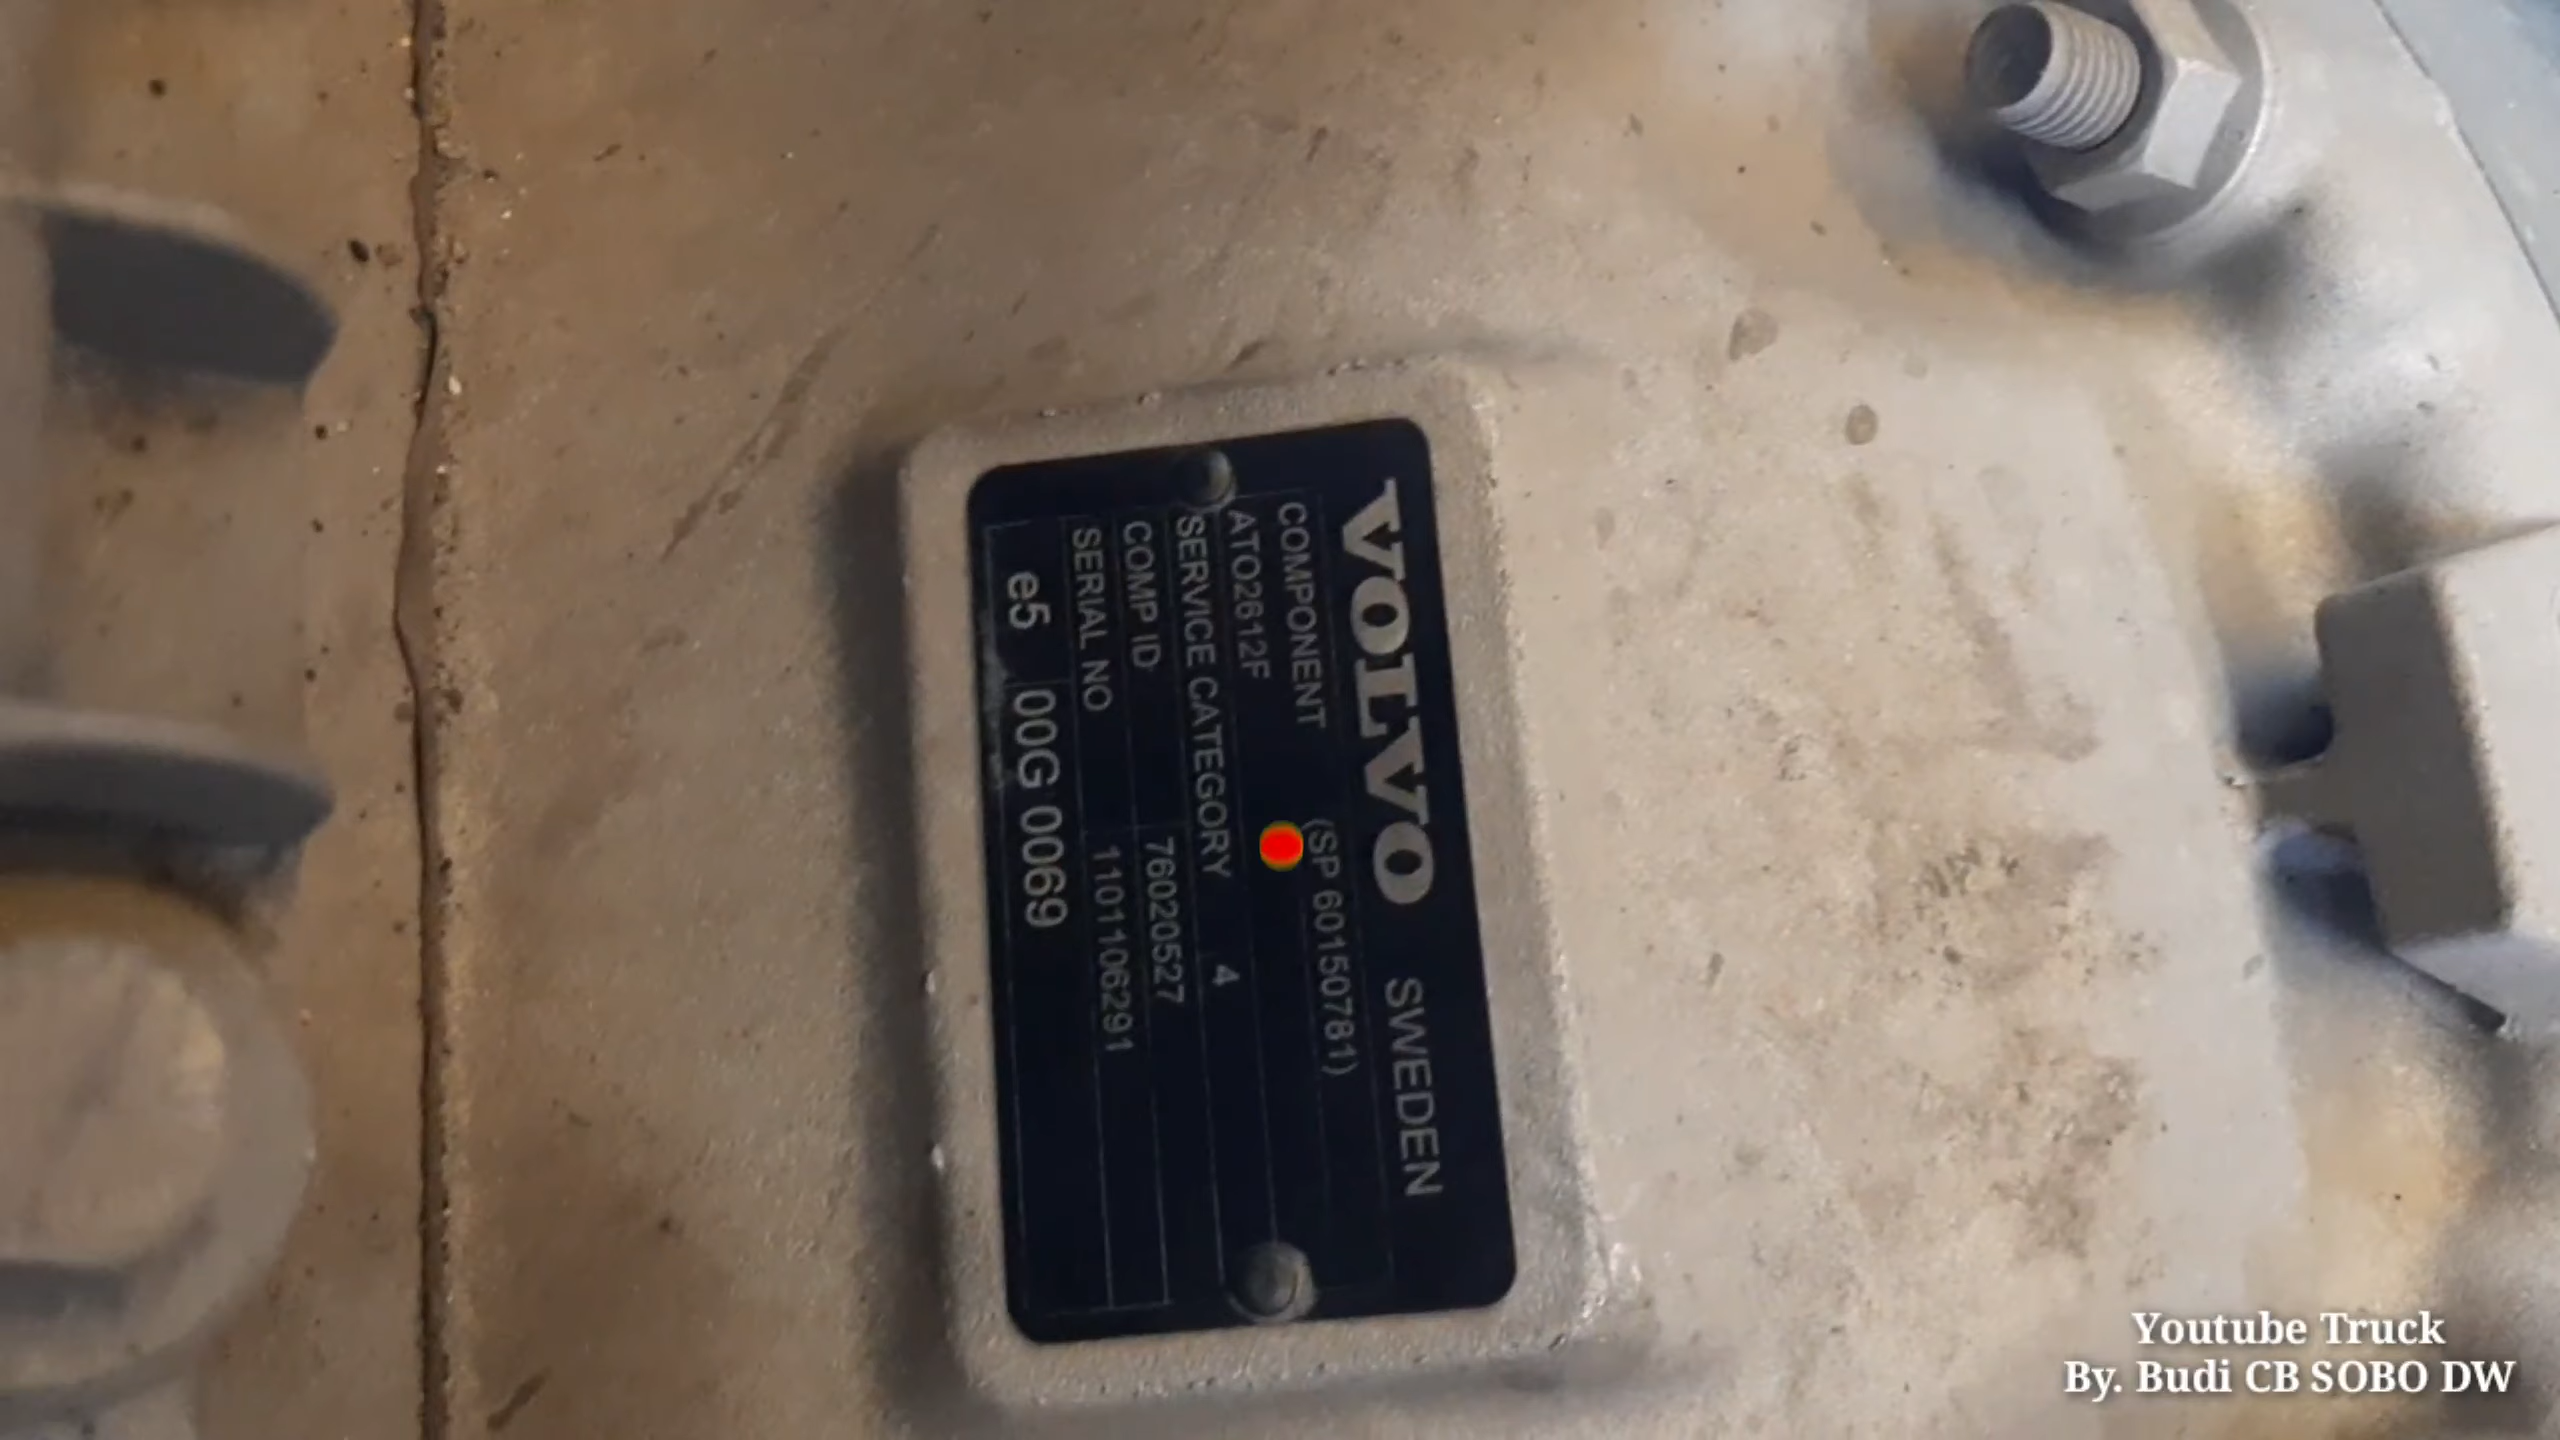 VOLVO SWEDEN
COMPONENT (SP 60150781)
ATO2612F
SERVICE CATEGORY 4
COMP ID 76020527
SERIAL NO 1101106291
e5 00G 0069
Youtube Truck
By. Budi CB SOBO DW